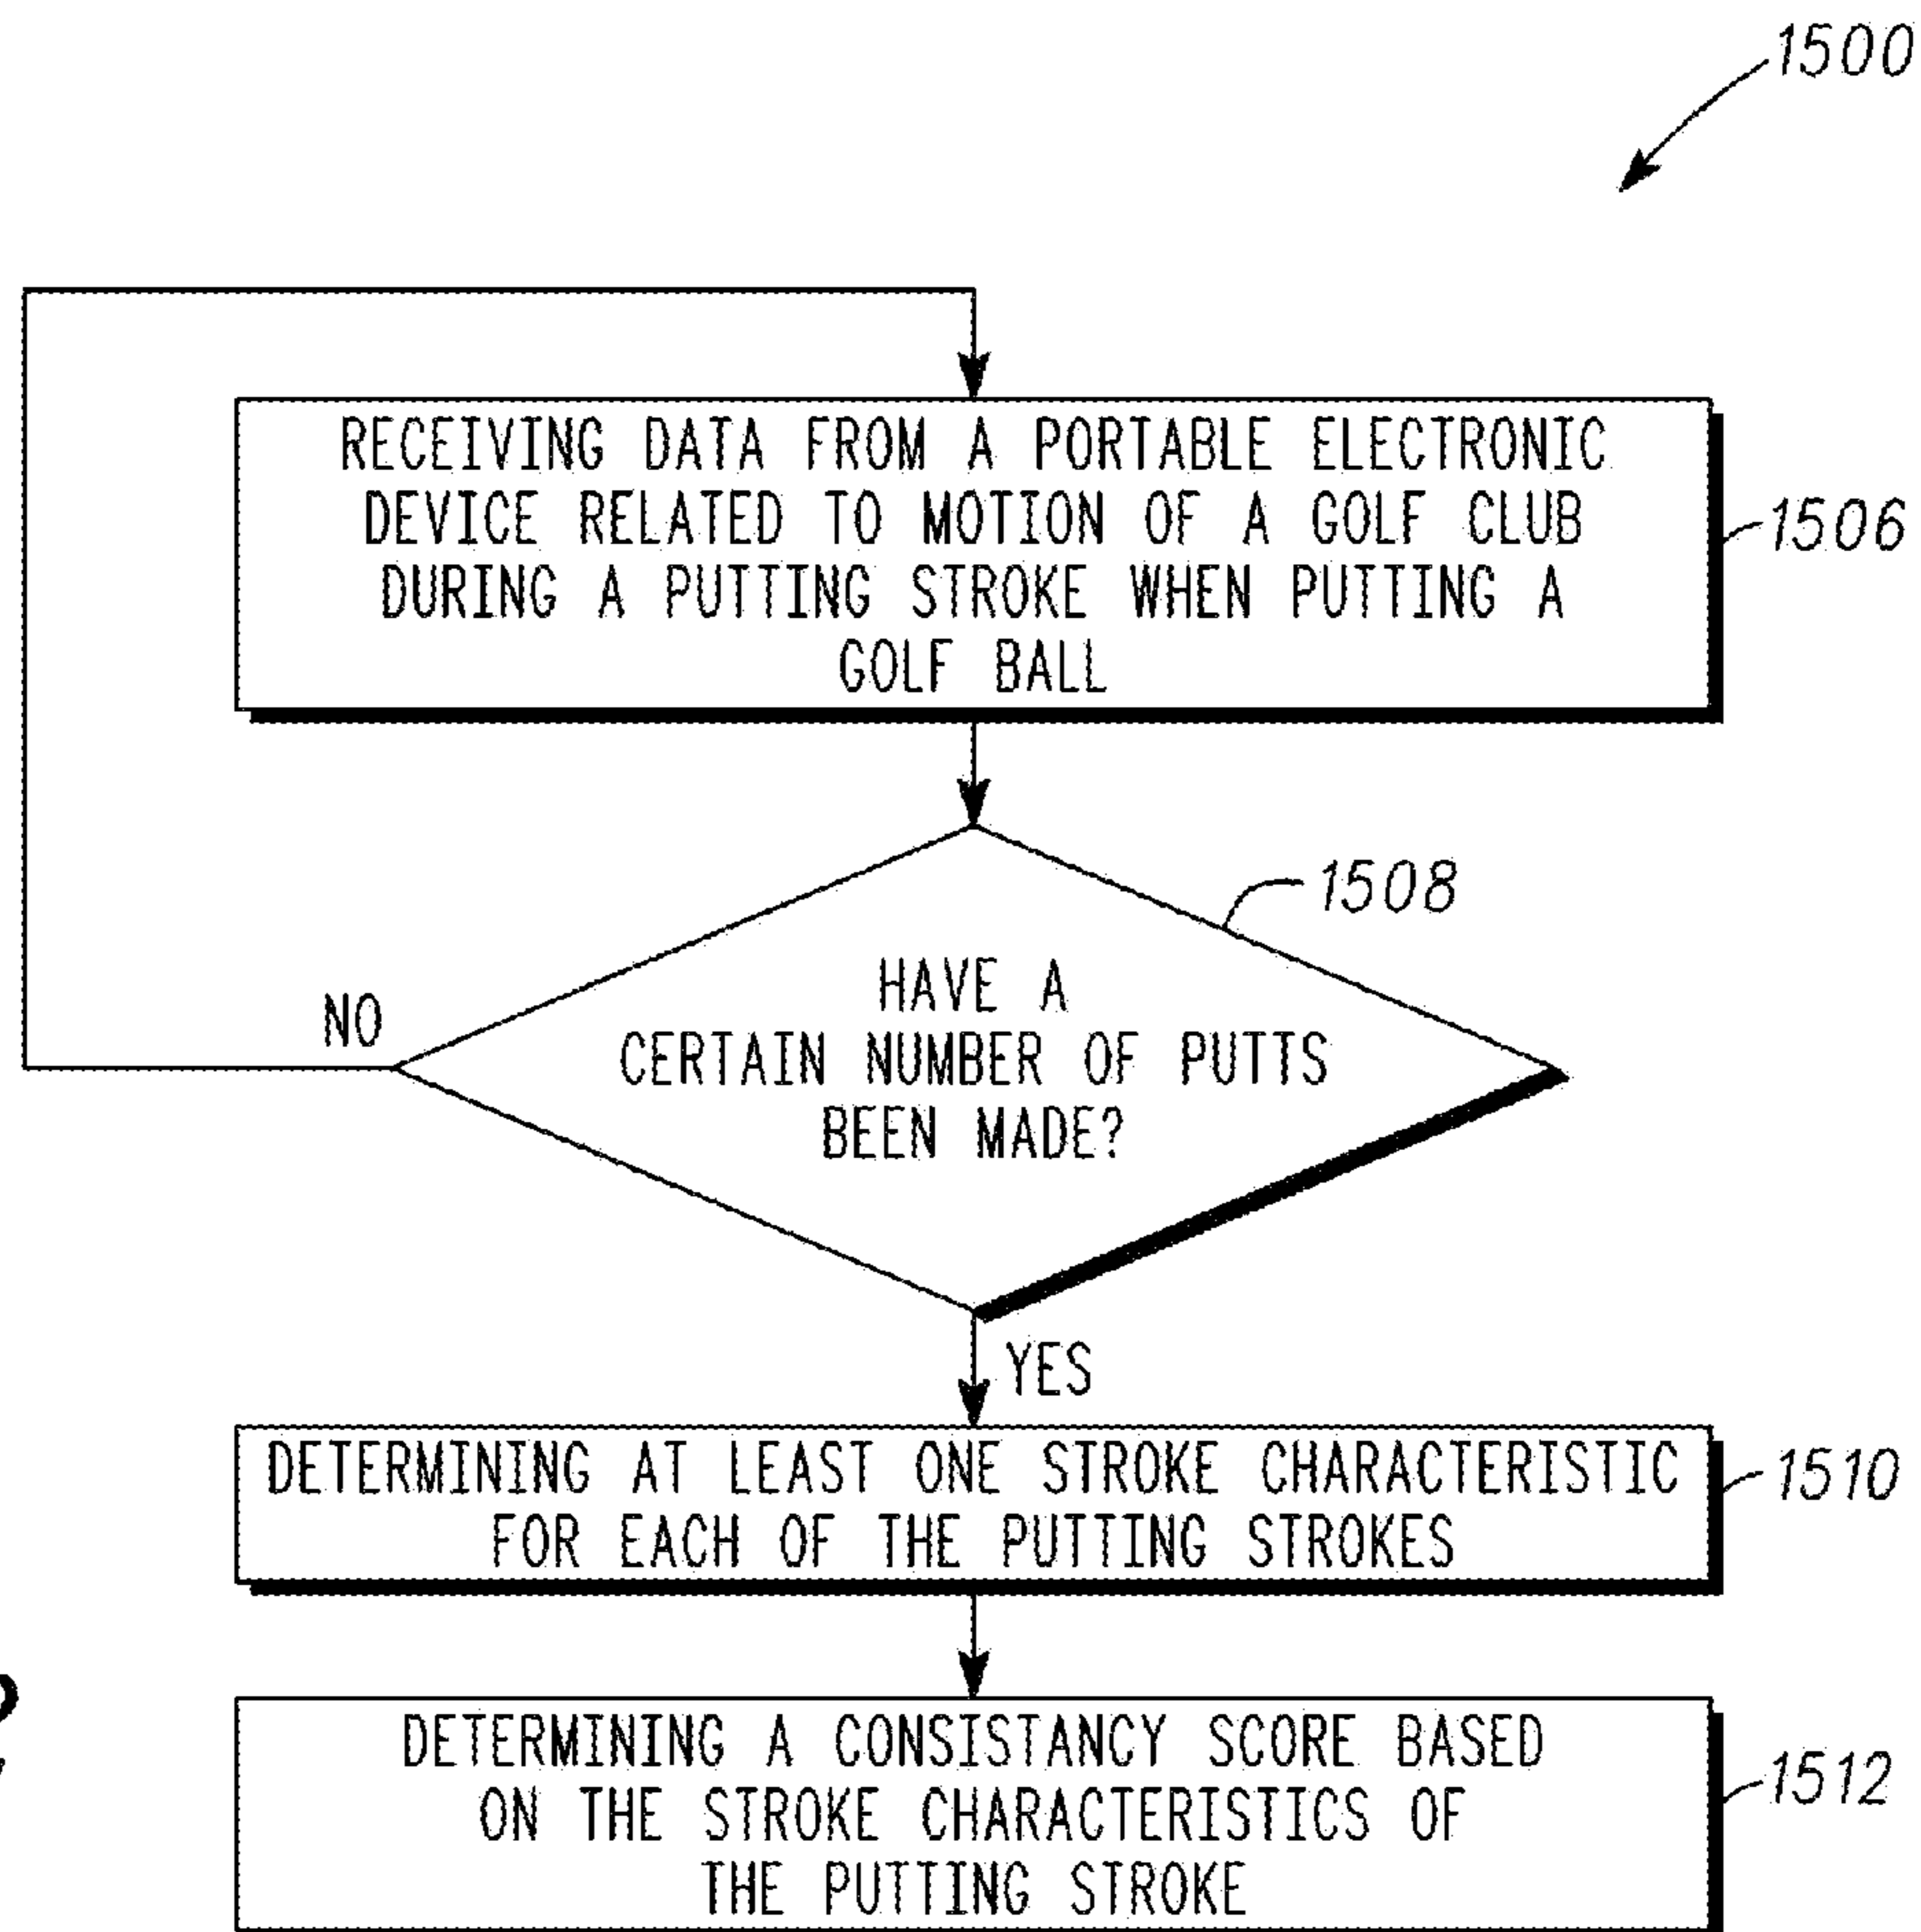 1500
RECEIVING DATA FROM A PORTABLE ELECTRONIC
DEVICE RELATED TO MOTION OF A GOLF CLUB
DURING A PUTTING STROKE WHEN PUTTING A
GOLF BALL
1506
1508
HAVE A
CERTAIN NUMBER OF PUTTS
BEEN MADE?
NO
YES
DETERMINING AT LEAST ONE STROKE CHARACTERISTIC
FOR EACH OF THE PUTTING STROKES
1510
DETERMINING A CONSISTANCY SCORE BASED
ON THE STROKE CHARACTERISTICS OF
THE PUTTING STROKE
1512